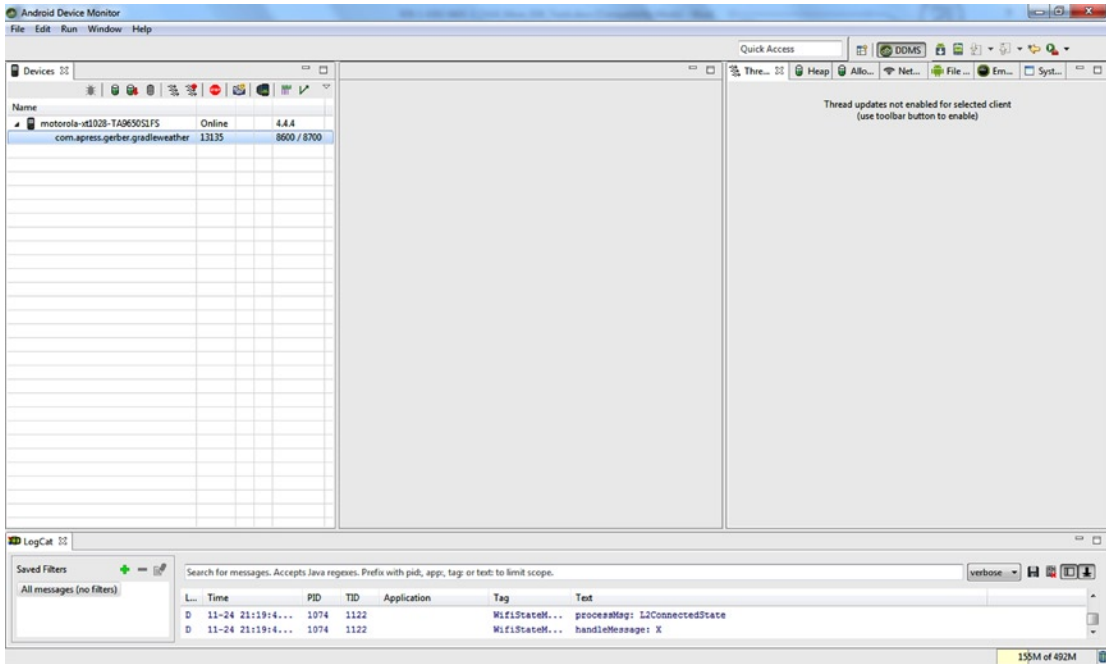 Android Device Monitor
File Edit Run Window Help
Quick Access
DDMS
Devices
Thre... Heap Allo... Net... File ... Em... Syst...
Name
motorola-xt1028-TA9650S1FS Online 4.4.4
com.apress.gerber.gradleweather 13135 8600 / 8700
Thread updates not enabled for selected client
(use toolbar button to enable)
LogCat
Saved Filters
All messages (no filters)
Search for messages. Accepts Java regexes. Prefix with pid:, app:, tag: or text: to limit scope.
verbose
L... Time PID TID Application Tag Text
D 11-24 21:19:4... 1074 1122 WifiStateM... processMsg: L2ConnectedState
D 11-24 21:19:4... 1074 1122 WifiStateM... handleMessage: X
155M of 492M